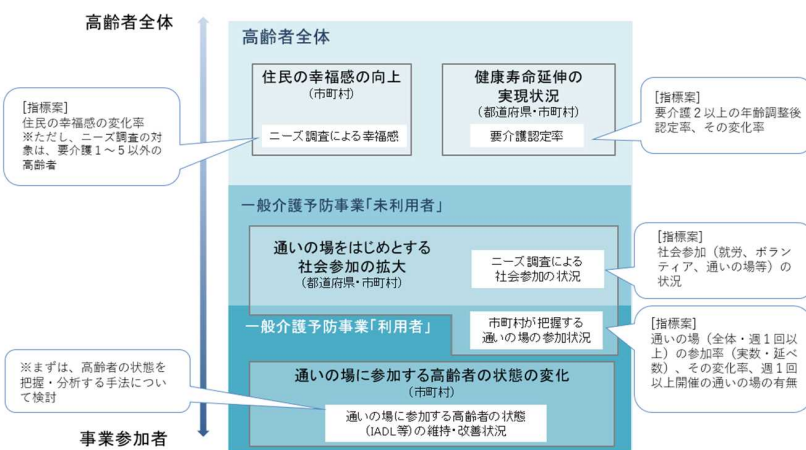 高齢者全体
高齢者全体
住民の幸福感の向上
(市町村)
ニーズ調査による幸福感
健康寿命延伸の
実現状況
(都道府県・市町村)
要介護認定率
[指標案]
住民の幸福感の変化率
※ただし、ニーズ調査の対
象は、要介護1～5以外の
高齢者
[指標案]
要介護2以上の年齢調整後
認定率、その変化率
一般介護予防事業「未利用者」
通いの場をはじめとする
社会参加の拡大
(都道府県・市町村)
ニーズ調査による
社会参加の状況
[指標案]
社会参加（就労、ボラン
ティア、通いの場等）の
状況
一般介護予防事業「利用者」
市町村が把握する
通いの場の参加状況
[指標案]
通いの場（全体・週1回以
上）の参加率（実数・延べ
数）、その変化率、週1回
以上開催の通いの場の有無
※まずは、高齢者の状態を
把握・分析する手法につい
て検討
通いの場に参加する高齢者の状態の変化
(市町村)
通いの場に参加する高齢者の状態
(IADL等)の維持・改善状況
事業参加者